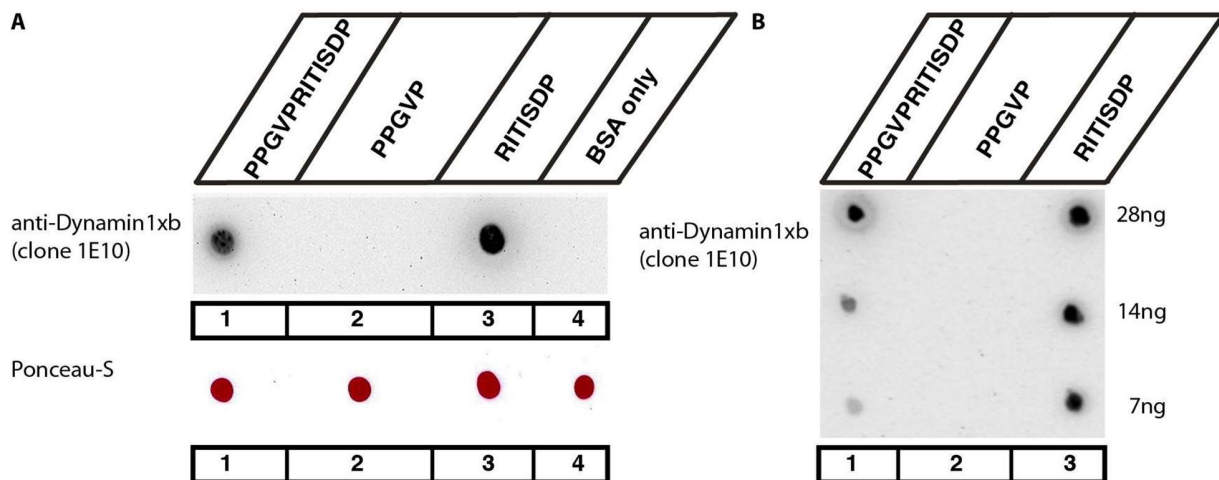 A
PPGVPRITISDP
PPGVP
RITISDP
BSA only
anti-Dynamin1xb
(clone 1E10)
1 2 3 4
Ponceau-S
1 2 3 4
B
PPGVPRITISDP
PPGVP
RITISDP
anti-Dynamin1xb
(clone 1E10)
28ng
14ng
7ng
1 2 3